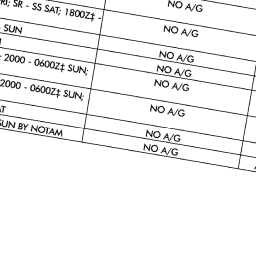 RI; SR - SS SAT; 1800Z‡ - NO A/G
SUN NO A/G
NO A/G
NO A/G
2000 - 0600Z‡ SUN; NO A/G
2000 - 0600Z‡ SUN; NO A/G
AT NO A/G
SUN BY NOTAM NO A/G